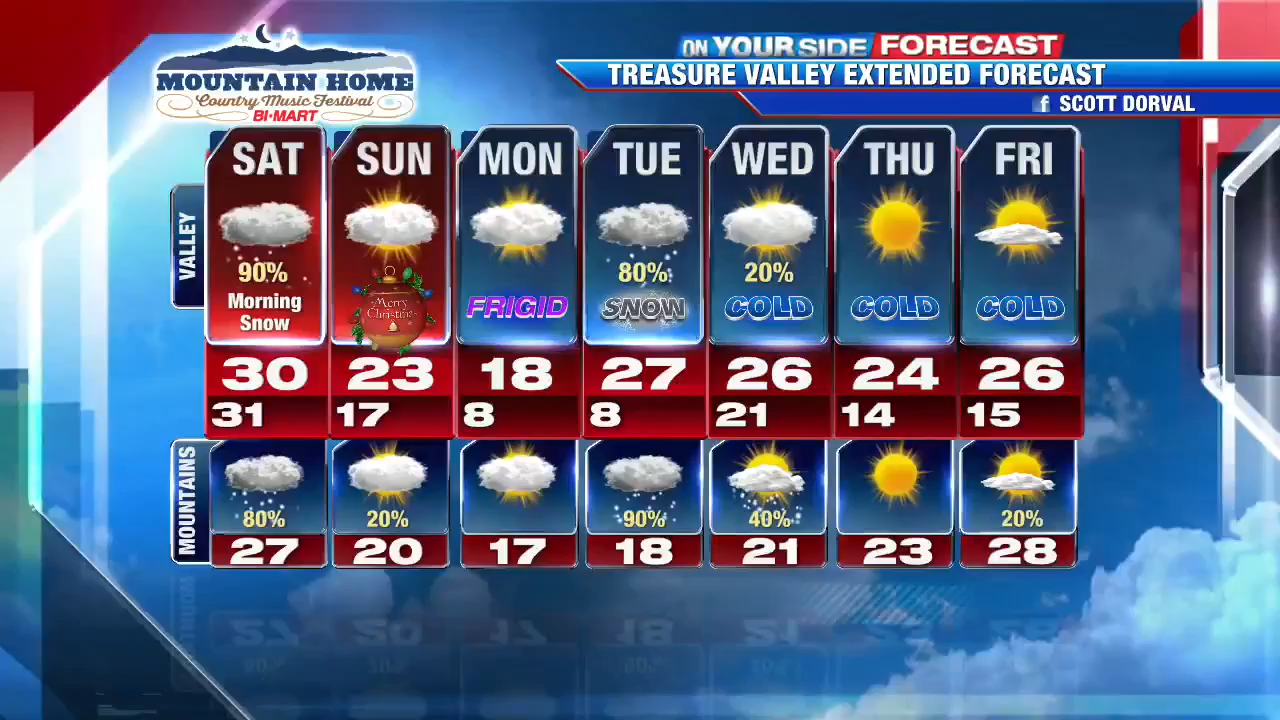 MOUNTAIN HOME
Country Music Festival
BI-MART
ON YOUR SIDE FORECAST
TREASURE VALLEY EXTENDED FORECAST
f SCOTT DORVAL
SAT SUN MON TUE WED THU FRI
VALLEY
90% 80% 20%
Morning
Snow
Merry
Christmas
FRIGID SNOW COLD COLD COLD
30 23 18 27 26 24 26
31 17 8 8 21 14 15
MOUNTAINS
80% 20% 90% 40% 20%
27 20 17 18 21 23 28